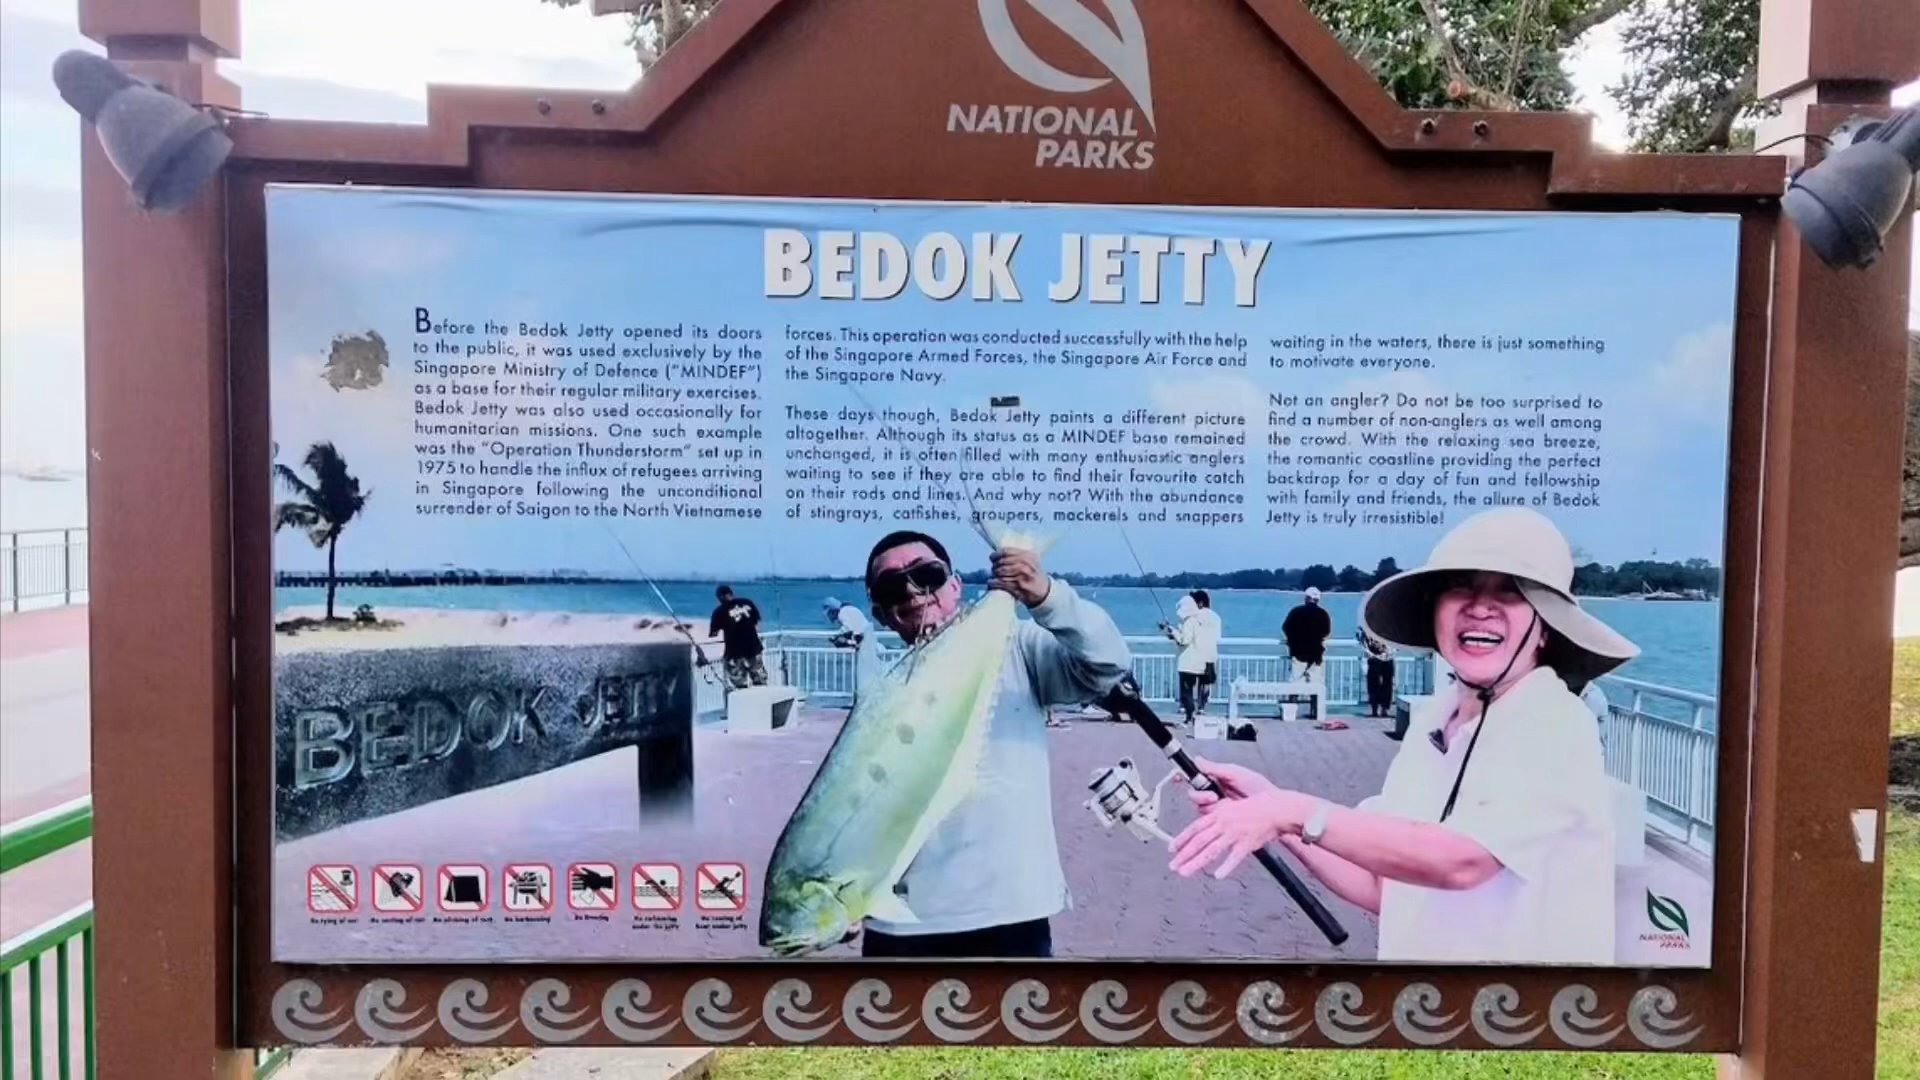 NATIONAL
PARKS
BEDOK JETTY
Before the Bedok Jetty opened its doors
to the public, it was used exclusively by the
Singapore Ministry of Defence ("MINDEF")
as a base for their regular military exercises.
Bedok Jetty was also used occasionally for
humanitarian missions. One such example
was the "Operation Thunderstorm" set up in
1975 to handle the influx of refugees arriving
in Singapore following the unconditional
surrender of Saigon to the North Vietnamese
forces. This operation was conducted successfully with the help
of the Singapore Armed Forces, the Singapore Air Force and
the Singapore Navy.
These days though, Bedok Jetty paints a different picture
altogether. Although its status as a MINDEF base remained
unchanged, it is often filled with many enthusiastic anglers
waiting to see if they are able to find their favourite catch
on their rods and lines. And why not? With the abundance
of stingrays, catfishes, groupers, mackerels and snappers
waiting in the waters, there is just something
to motivate everyone.
Not an angler? Do not be too surprised to
find a number of non-anglers as well among
the crowd. With the relaxing sea breeze,
the romantic coastline providing the perfect
backdrop for a day of fun and fellowship
with family and friends, the allure of Bedok
Jetty is truly irresistible!
BEDOK JETTY
No barbecuing
No swimming
under the jetty
NATIONAL
PARKS